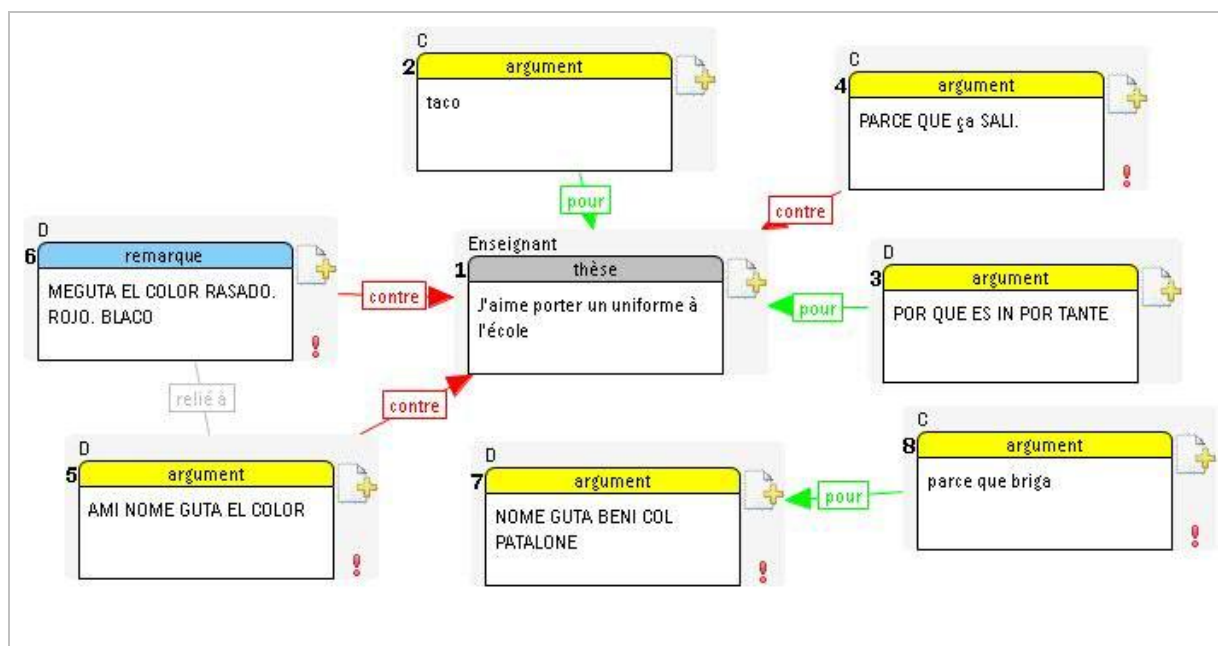 C
2
argument
taco
pour
C
4
argument
PARCE QUE ça SALI.
contre
D
6
remarque
MEGUTA EL COLOR RASADO.
ROJO. BLACO
contre
Enseignant
1
thèse
J'aime porter un uniforme à
l'école
D
3
argument
POR QUE ES IN POR TANTE
pour
relié à
contre
D
5
argument
AMI NOME GUTA EL COLOR
D
7
argument
NOME GUTA BENI COL
PATALONE
pour
C
8
argument
parce que briga